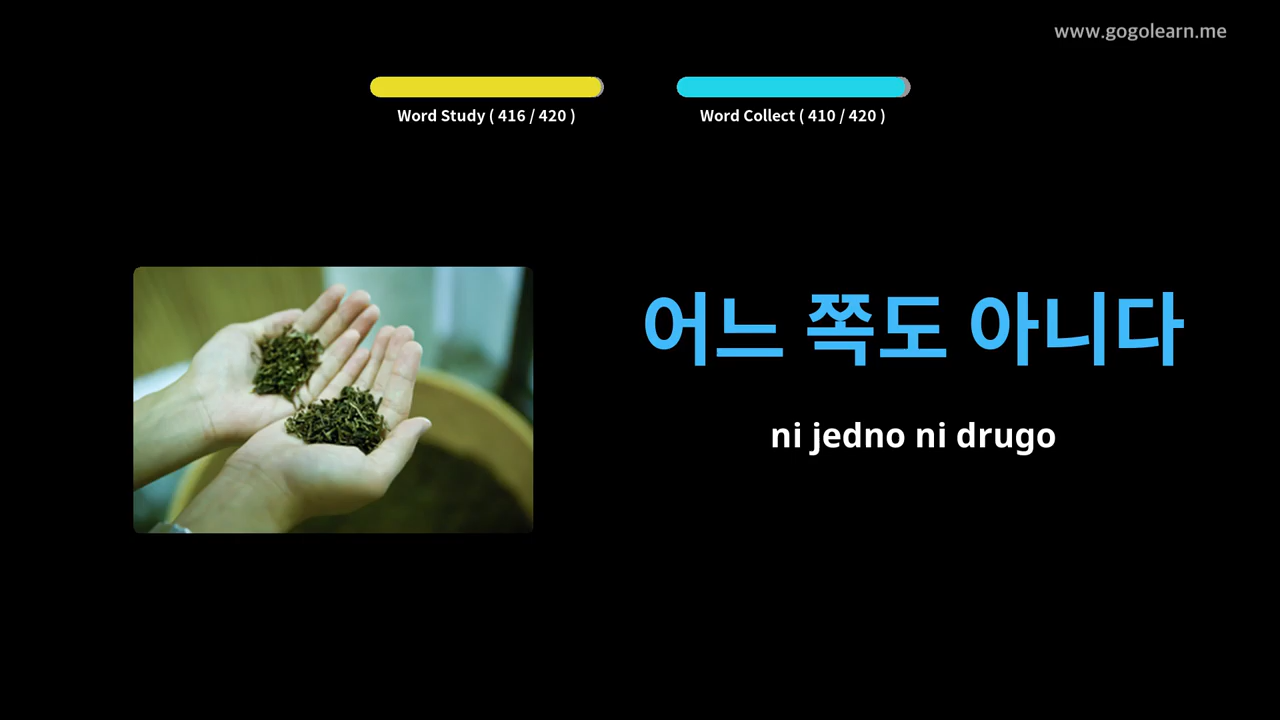 www.gogolearn.me
Word Study ( 416 / 420 )
Word Collect ( 410 / 420 )
어느 쪽도 아니다
ni jedno ni drugo